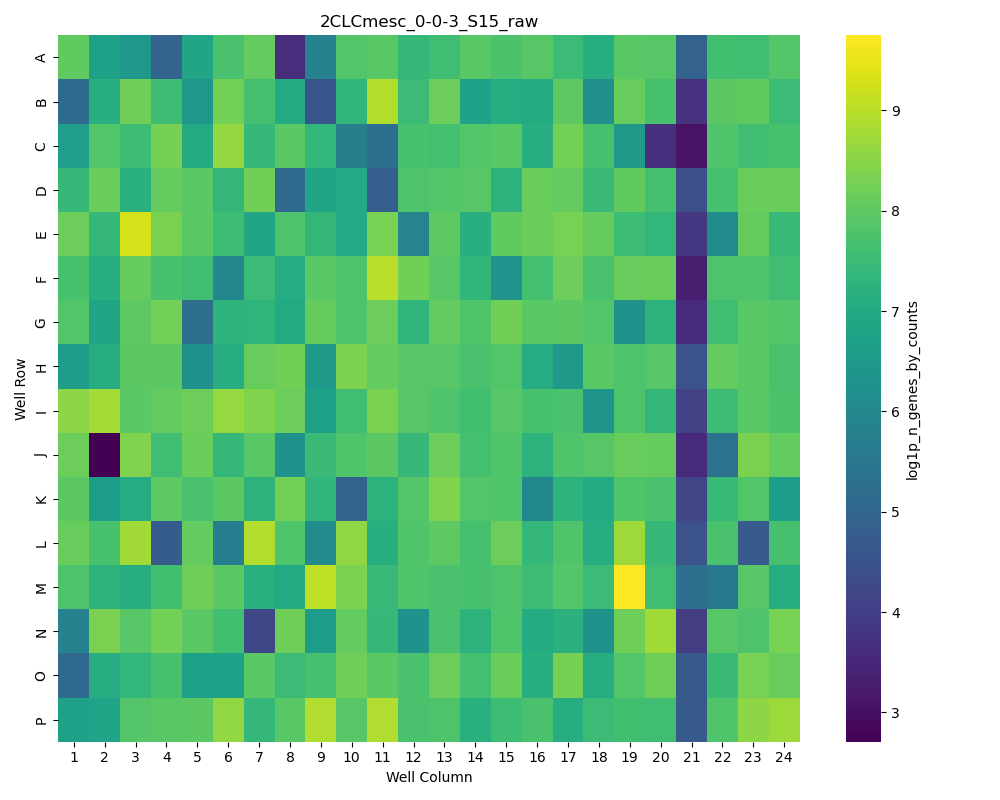 2CLCmesc_0-0-3_S15_raw
A
B
C
D
E
F
G
H
I
J
K
L
M
N
O
P
Well Row
1 2 3 4 5 6 7 8 9 10 11 12 13 14 15 16 17 18 19 20 21 22 23 24
Well Column
9
8
7
6
5
4
3
log1p_n_genes_by_counts